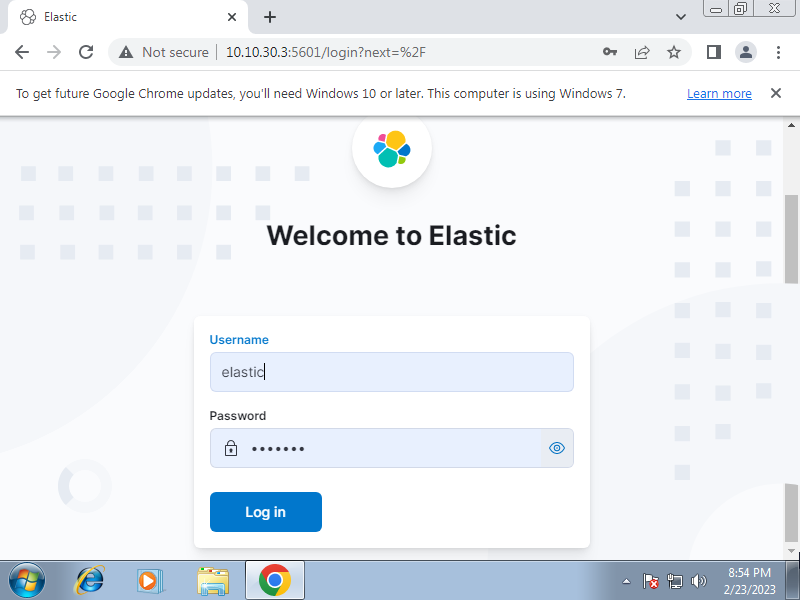 Elastic
Not secure
10.10.30.3:5601/login?next=%2F
To get future Google Chrome updates, you'll need Windows 10 or later. This computer is using Windows 7.
Learn more
Welcome to Elastic
Username
elastic
Password
•••••••
Log in
8:54 PM
2/23/2023